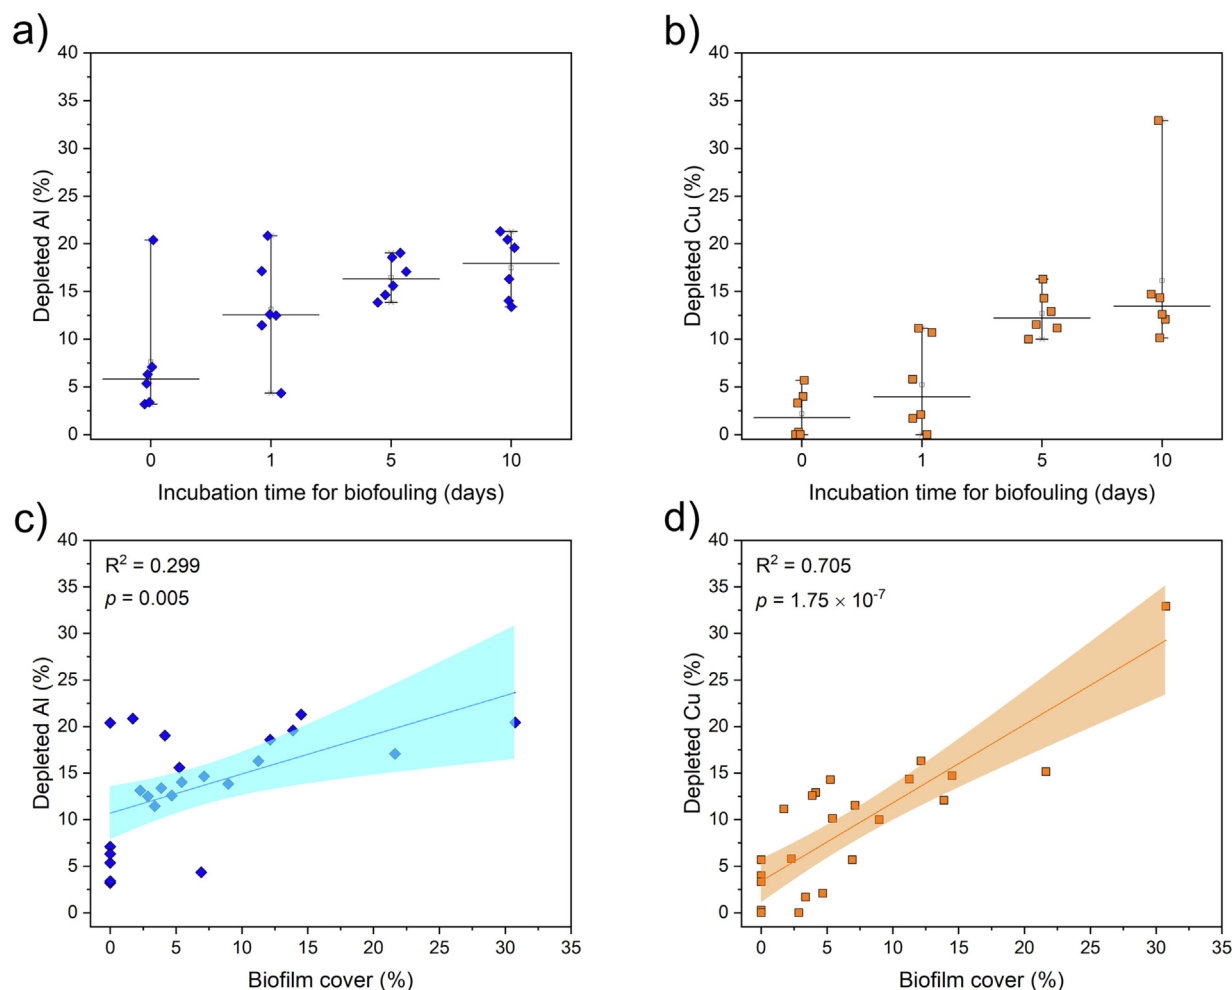 a)
40
35
30
25
20
15
10
5
0
Depleted Al (%)
0 1 5 10
Incubation time for biofouling (days)
b)
40
35
30
25
20
15
10
5
0
Depleted Cu (%)
0 1 5 10
Incubation time for biofouling (days)
c)
40
35
30
25
20
15
10
5
0
Depleted Al (%)
R² = 0.299
p = 0.005
0 5 10 15 20 25 30 35
Biofilm cover (%)
d)
40
35
30
25
20
15
10
5
0
Depleted Cu (%)
R² = 0.705
p = 1.75 × 10⁻⁷
0 5 10 15 20 25 30 35
Biofilm cover (%)